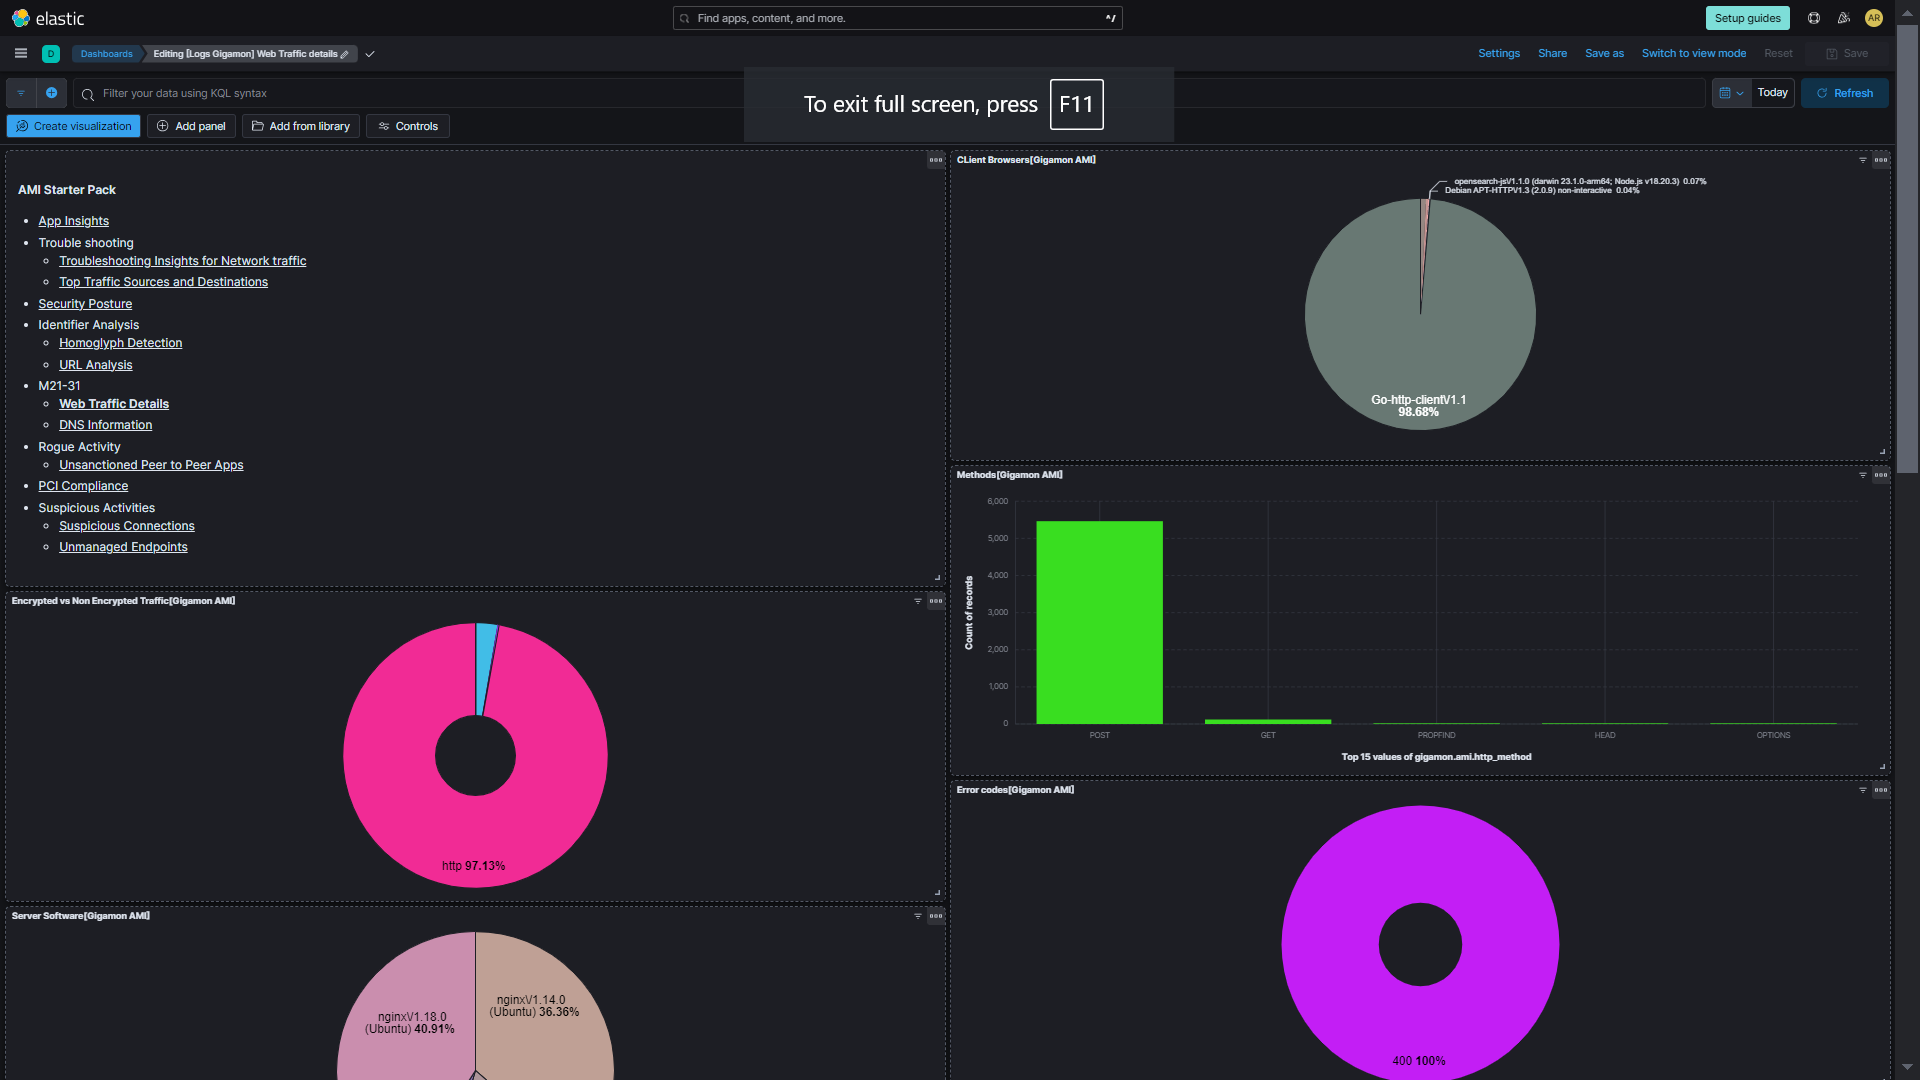 elastic
Find apps, content, and more.
^/
Setup guides
AR
D
Dashboards
Editing [Logs Gigamon] Web Traffic details
Settings
Share
Save as
Switch to view mode
Reset
Save
Filter your data using KQL syntax
To exit full screen, press F11
Today
Refresh
Create visualization
Add panel
Add from library
Controls
AMI Starter Pack
App Insights
Trouble shooting
Troubleshooting Insights for Network traffic
Top Traffic Sources and Destinations
Security Posture
Identifier Analysis
Homoglyph Detection
URL Analysis
M21-31
Web Traffic Details
DNS Information
Rogue Activity
Unsanctioned Peer to Peer Apps
PCI Compliance
Suspicious Activities
Suspicious Connections
Unmanaged Endpoints
CLient Browsers[Gigamon AMI]
opensearch-jsV1.1.0 (darwin 23.1.0-arm64; Node.js v18.20.3) 0.07%
Debian APT-HTTPV1.3 (2.0.9) non-interactive 0.04%
Go-http-clientV1.1
98.68%
Methods[Gigamon AMI]
6,000
5,000
4,000
3,000
2,000
1,000
0
Count of records
POST
GET
PROPFIND
HEAD
OPTIONS
Top 15 values of gigamon.ami.http_method
Encrypted vs Non Encrypted Traffic[Gigamon AMI]
http 97.13%
Error codes[Gigamon AMI]
400 100%
Server Software[Gigamon AMI]
nginxV1.14.0
(Ubuntu) 36.36%
nginxV1.18.0
(Ubuntu) 40.91%